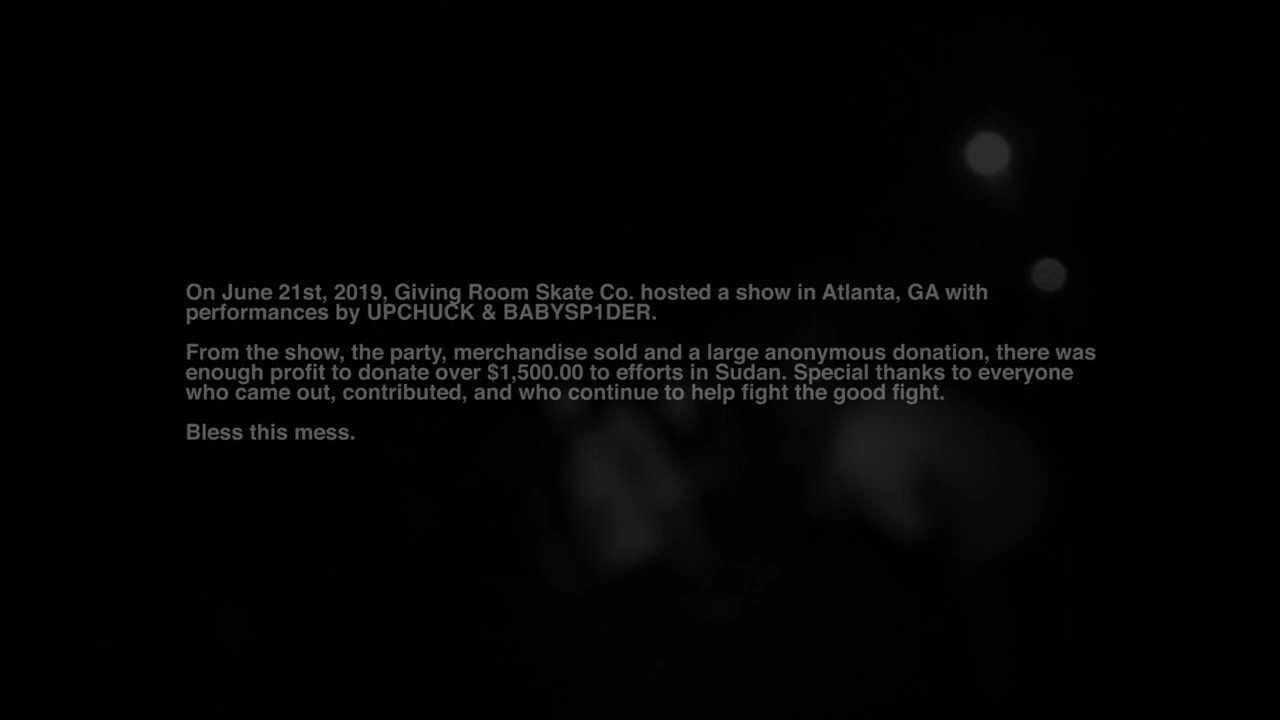 On June 21st, 2019, Giving Room Skate Co. hosted a show in Atlanta, GA with
performances by UPCHUCK & BABYSP1DER.
From the show, the party, merchandise sold and a large anonymous donation, there was
enough profit to donate over $1,500.00 to efforts in Sudan. Special thanks to everyone
who came out, contributed, and who continue to help fight the good fight.
Bless this mess.